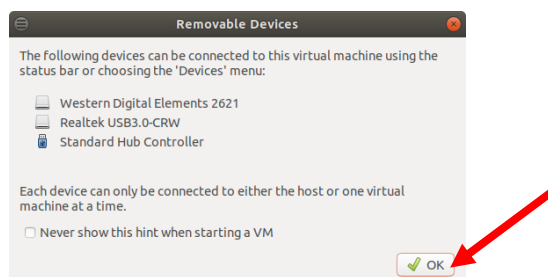 Removable Devices
The following devices can be connected to this virtual machine using the
status bar or choosing the 'Devices' menu:
Western Digital Elements 2621
Realtek USB3.0-CRW
Standard Hub Controller
Each device can only be connected to either the host or one virtual
machine at a time.
Never show this hint when starting a VM
OK